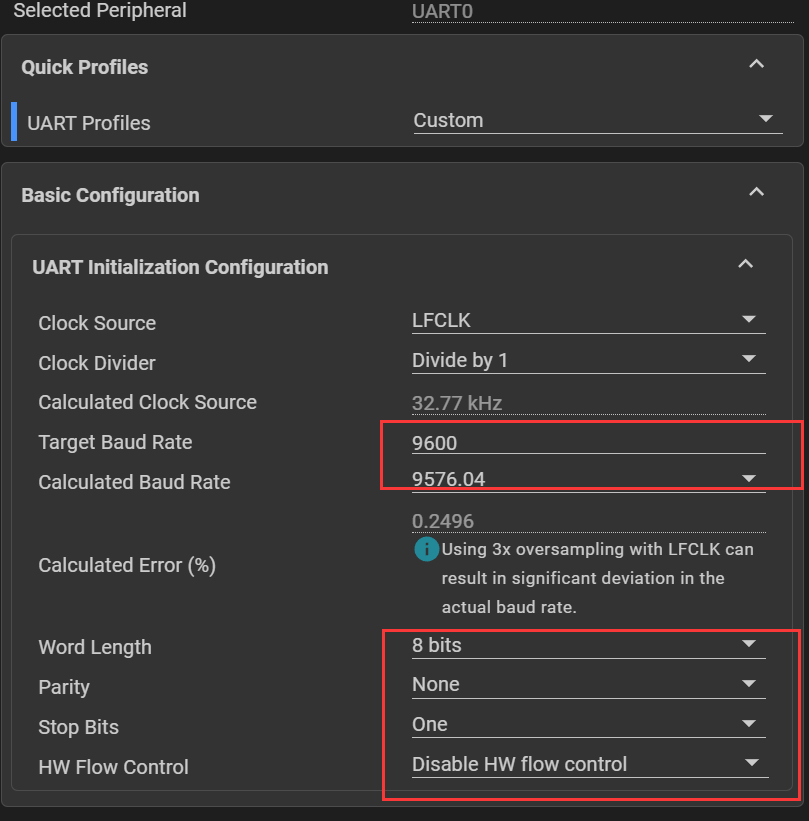 Selected Peripheral UART0
Quick Profiles
UART Profiles Custom
Basic Configuration
UART Initialization Configuration
Clock Source LFCLK
Clock Divider Divide by 1
Calculated Clock Source 32.77 kHz
Target Baud Rate 9600
Calculated Baud Rate 9576.04
0.2496
Calculated Error (%) Using 3x oversampling with LFCLK can
result in significant deviation in the
actual baud rate.
Word Length 8 bits
Parity None
Stop Bits One
HW Flow Control Disable HW flow control